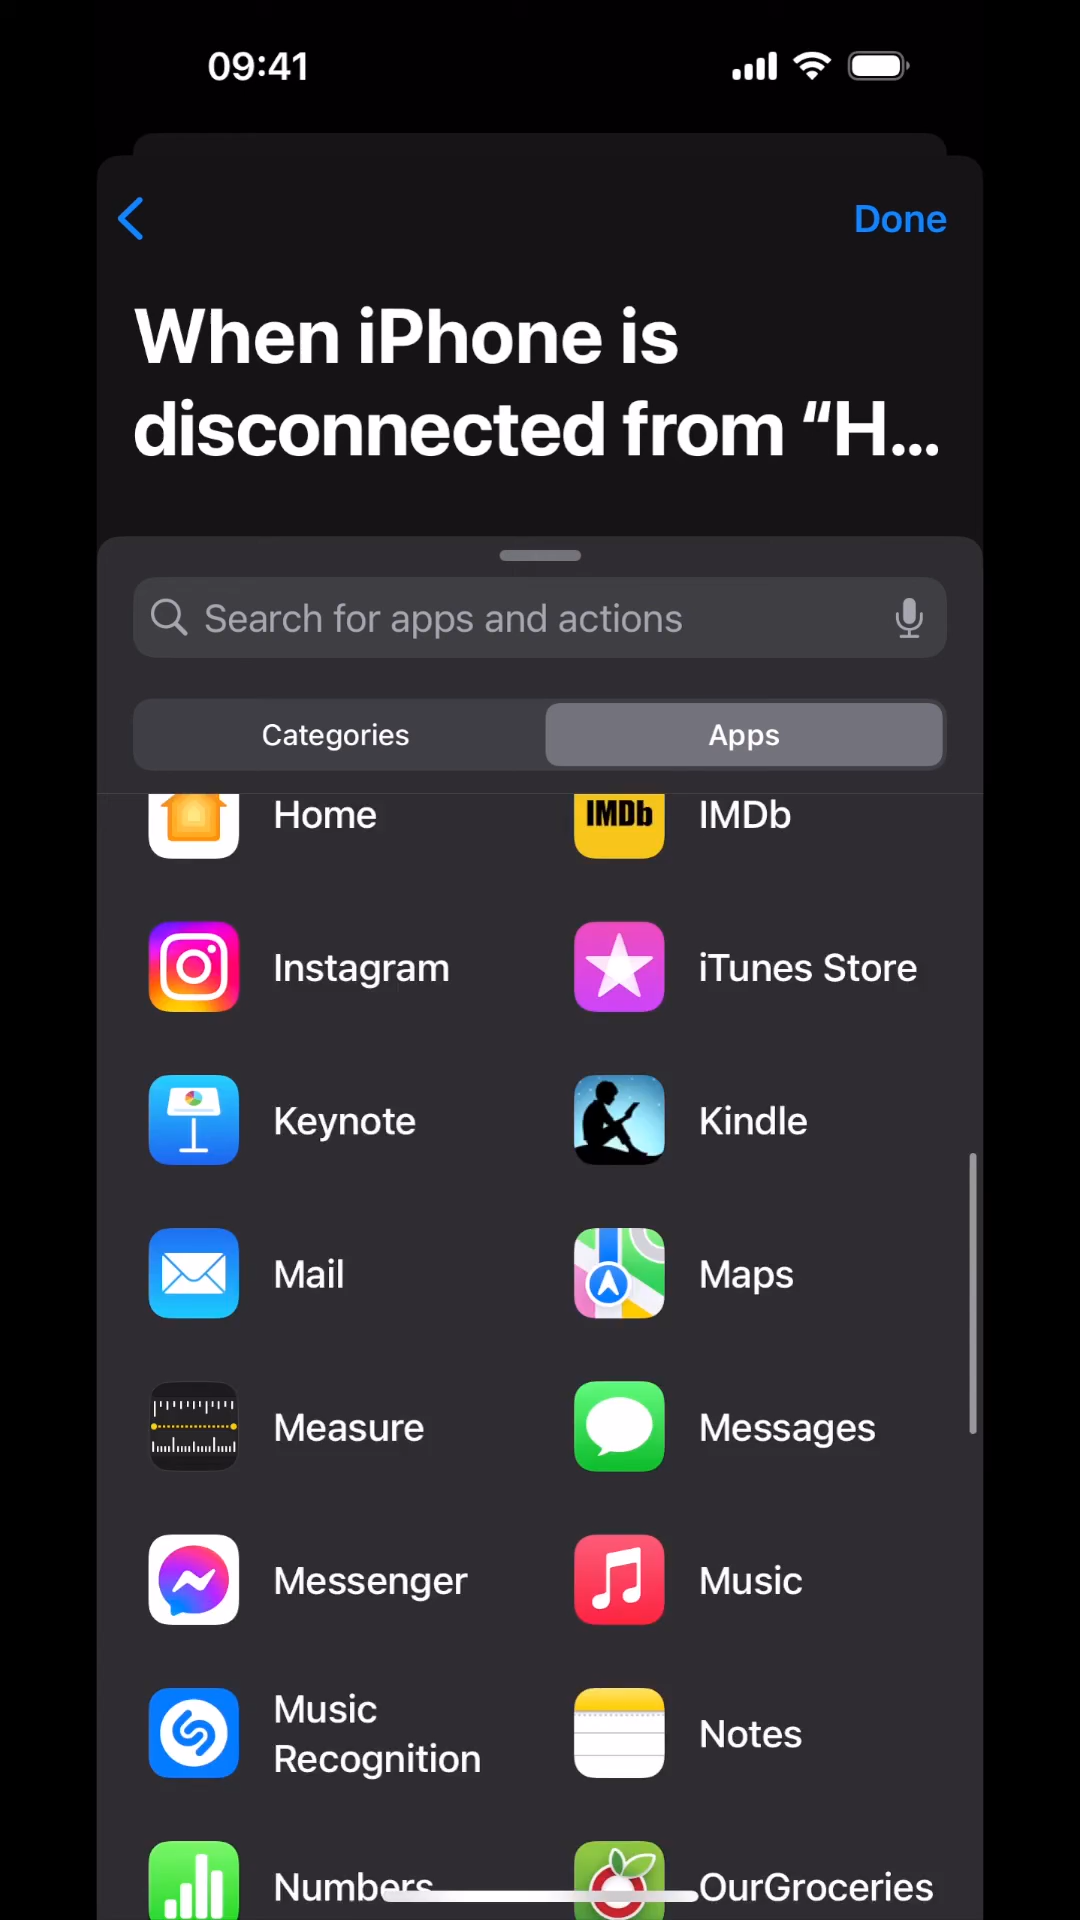 09:41
Done
When iPhone is
disconnected from “H...
Search for apps and actions
Categories
Apps
Home
IMDb
IMDb
Instagram
iTunes Store
Keynote
Kindle
Mail
Maps
Measure
Messages
Messenger
Music
Music
Recognition
Notes
Numbers
OurGroceries